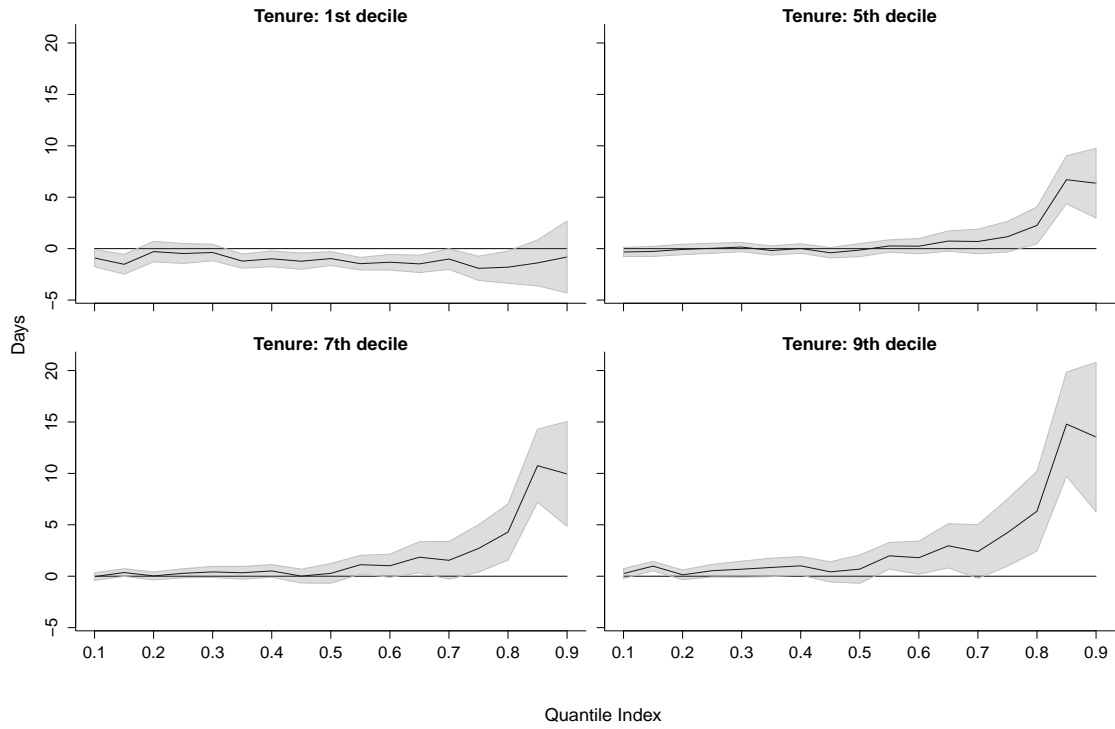 Tenure: 1st decile
Tenure: 5th decile
20
15
10
5
0
−5
Days
Tenure: 7th decile
Tenure: 9th decile
20
15
10
5
0
−5
0.1 0.2 0.3 0.4 0.5 0.6 0.7 0.8 0.9
0.1 0.2 0.3 0.4 0.5 0.6 0.7 0.8 0.9
Quantile Index